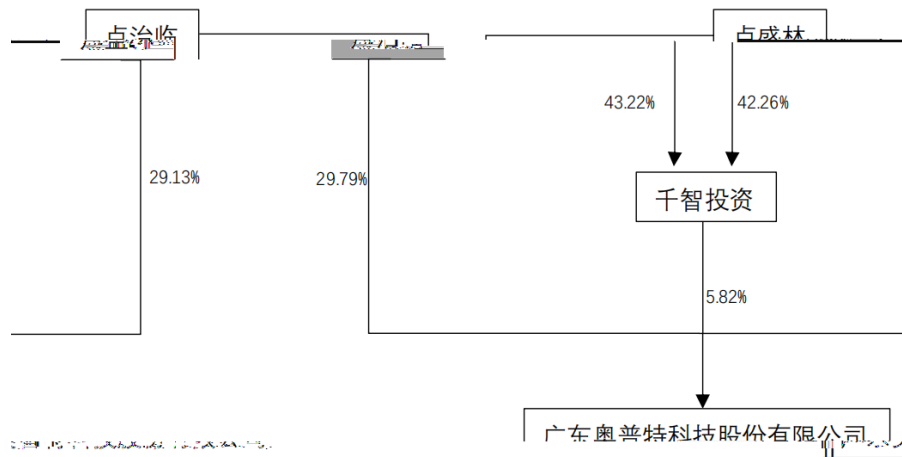 卢治临
卢盛林
43.22%
42.26%
29.13%
29.79%
千智投资
5.82%
广东奥普特科技股份有限公司